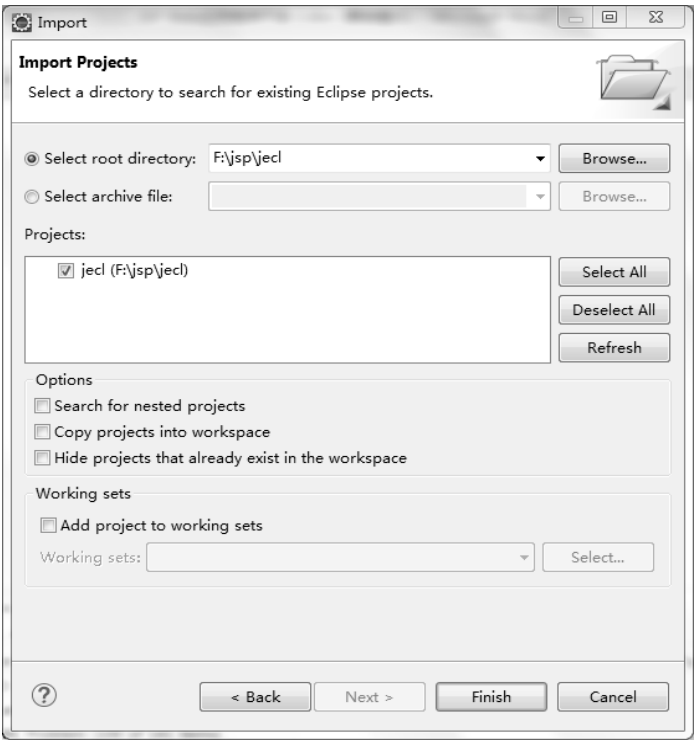 Import
Import Projects
Select a directory to search for existing Eclipse projects.
Select root directory: F:\jsp\jecl Browse...
Select archive file: Browse...
Projects:
jecl (F:\jsp\jecl)
Select All
Deselect All
Refresh
Options
Search for nested projects
Copy projects into workspace
Hide projects that already exist in the workspace
Working sets
Add project to working sets
Working sets: Select...
? < Back Next > Finish Cancel